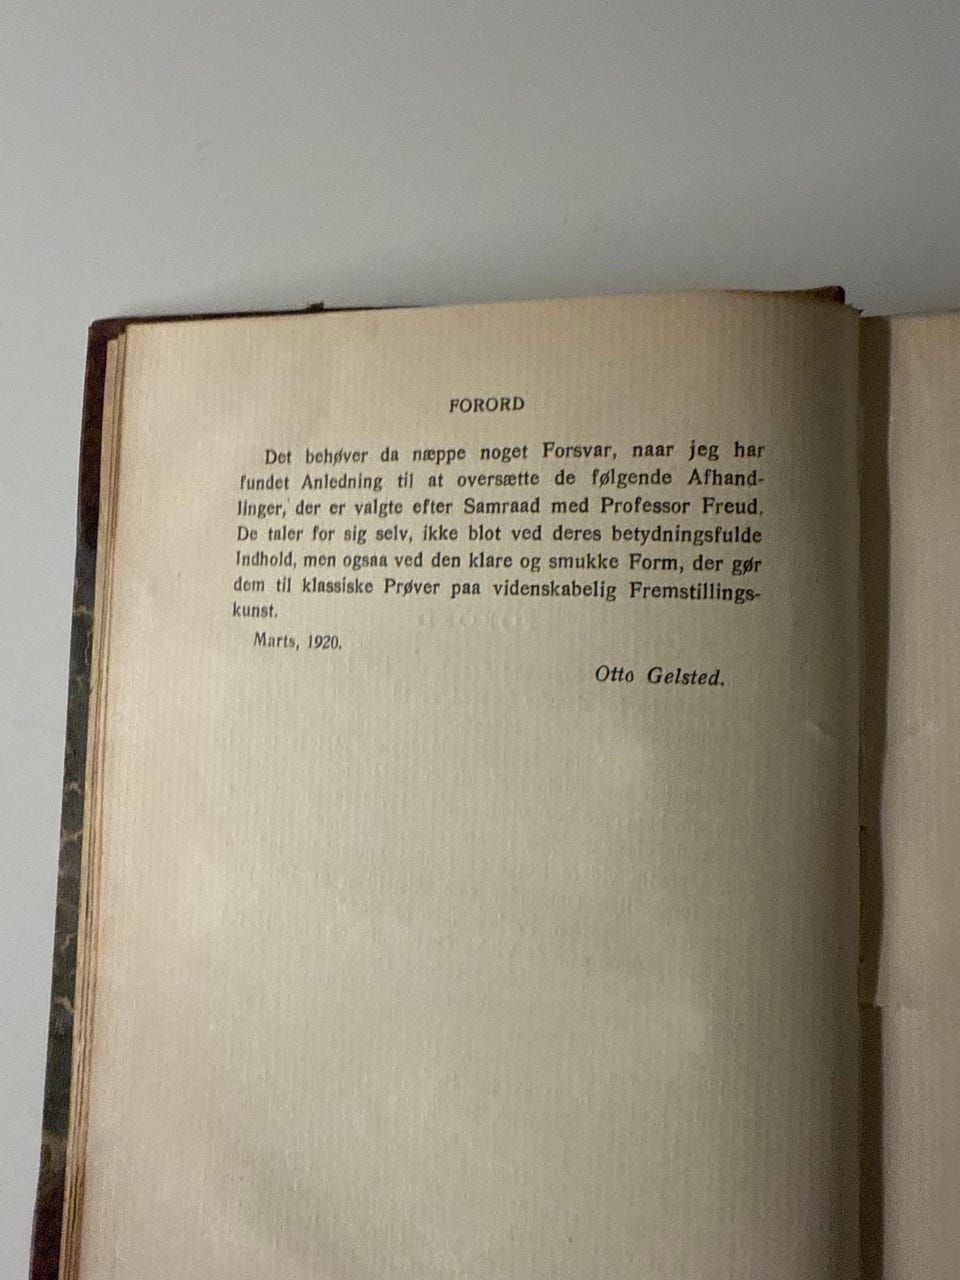 FORORD
Det behøver da næppe noget Forsvar, naar jeg har
fundet Anledning til at oversætte de følgende Afhand-
linger, der er valgte efter Samraad med Professor Freud.
De taler for sig selv, ikke blot ved deres betydningsfulde
Indhold, men ogsaa ved den klare og smukke Form, der gør
dem til klassiske Prøver paa videnskabelig Fremstillings-
kunst.
Marts, 1920.
Otto Gelsted.